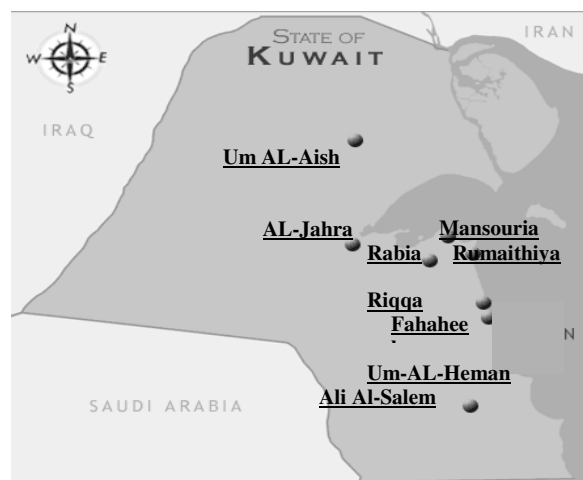 N
W E
S
STATE OF
KUWAIT
IRAN
IRAQ
Um AL-Aish
AL-Jahra
Mansouria
Rabia
Rumaithiya
Riqqa
Fahahee
N
Um-AL-Heman
Ali Al-Salem
SAUDI ARABIA